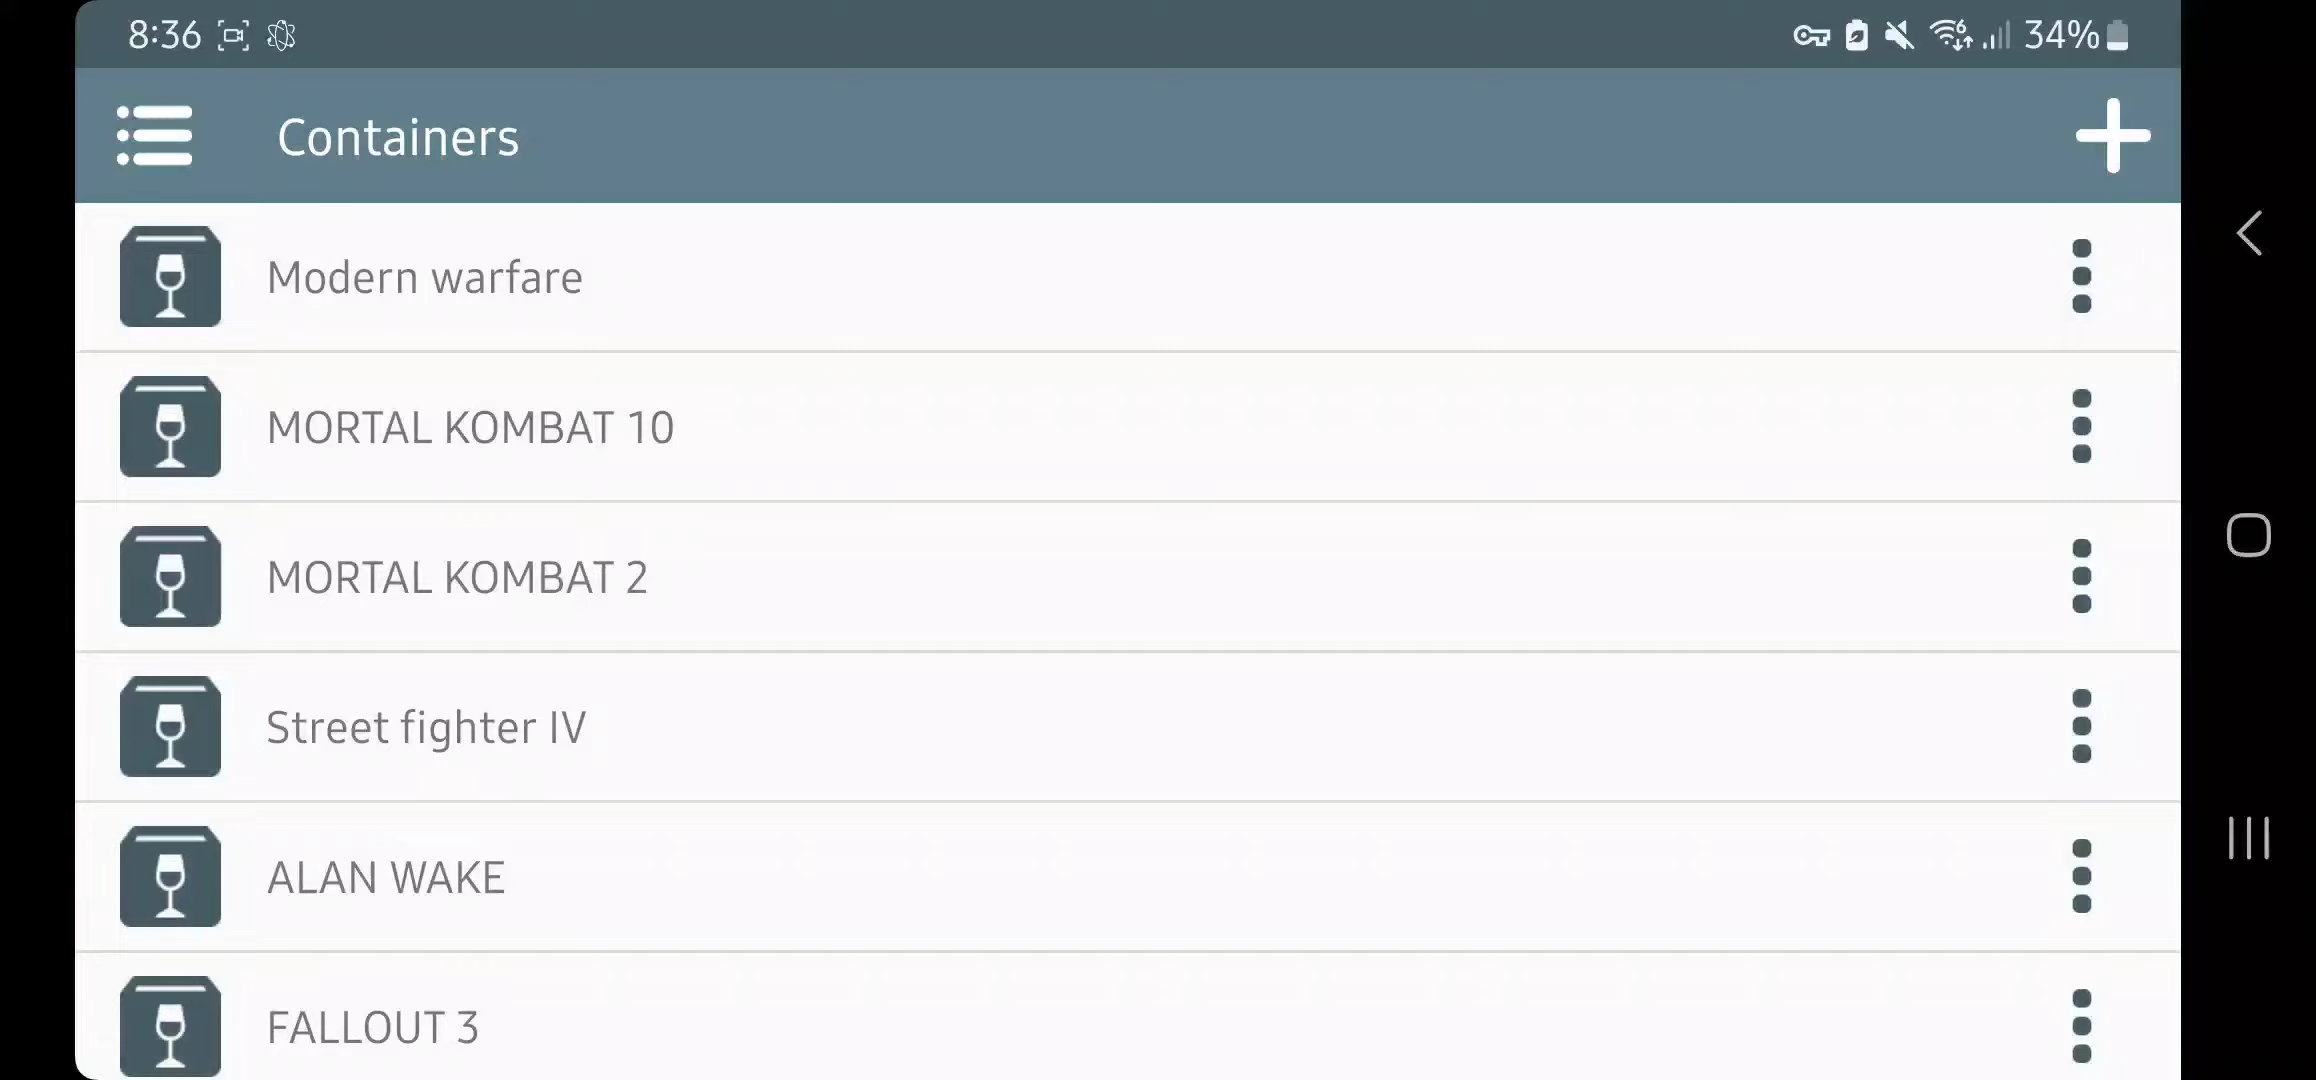 8:36
34%
Containers
Modern warfare
MORTAL KOMBAT 10
MORTAL KOMBAT 2
Street fighter IV
ALAN WAKE
FALLOUT 3